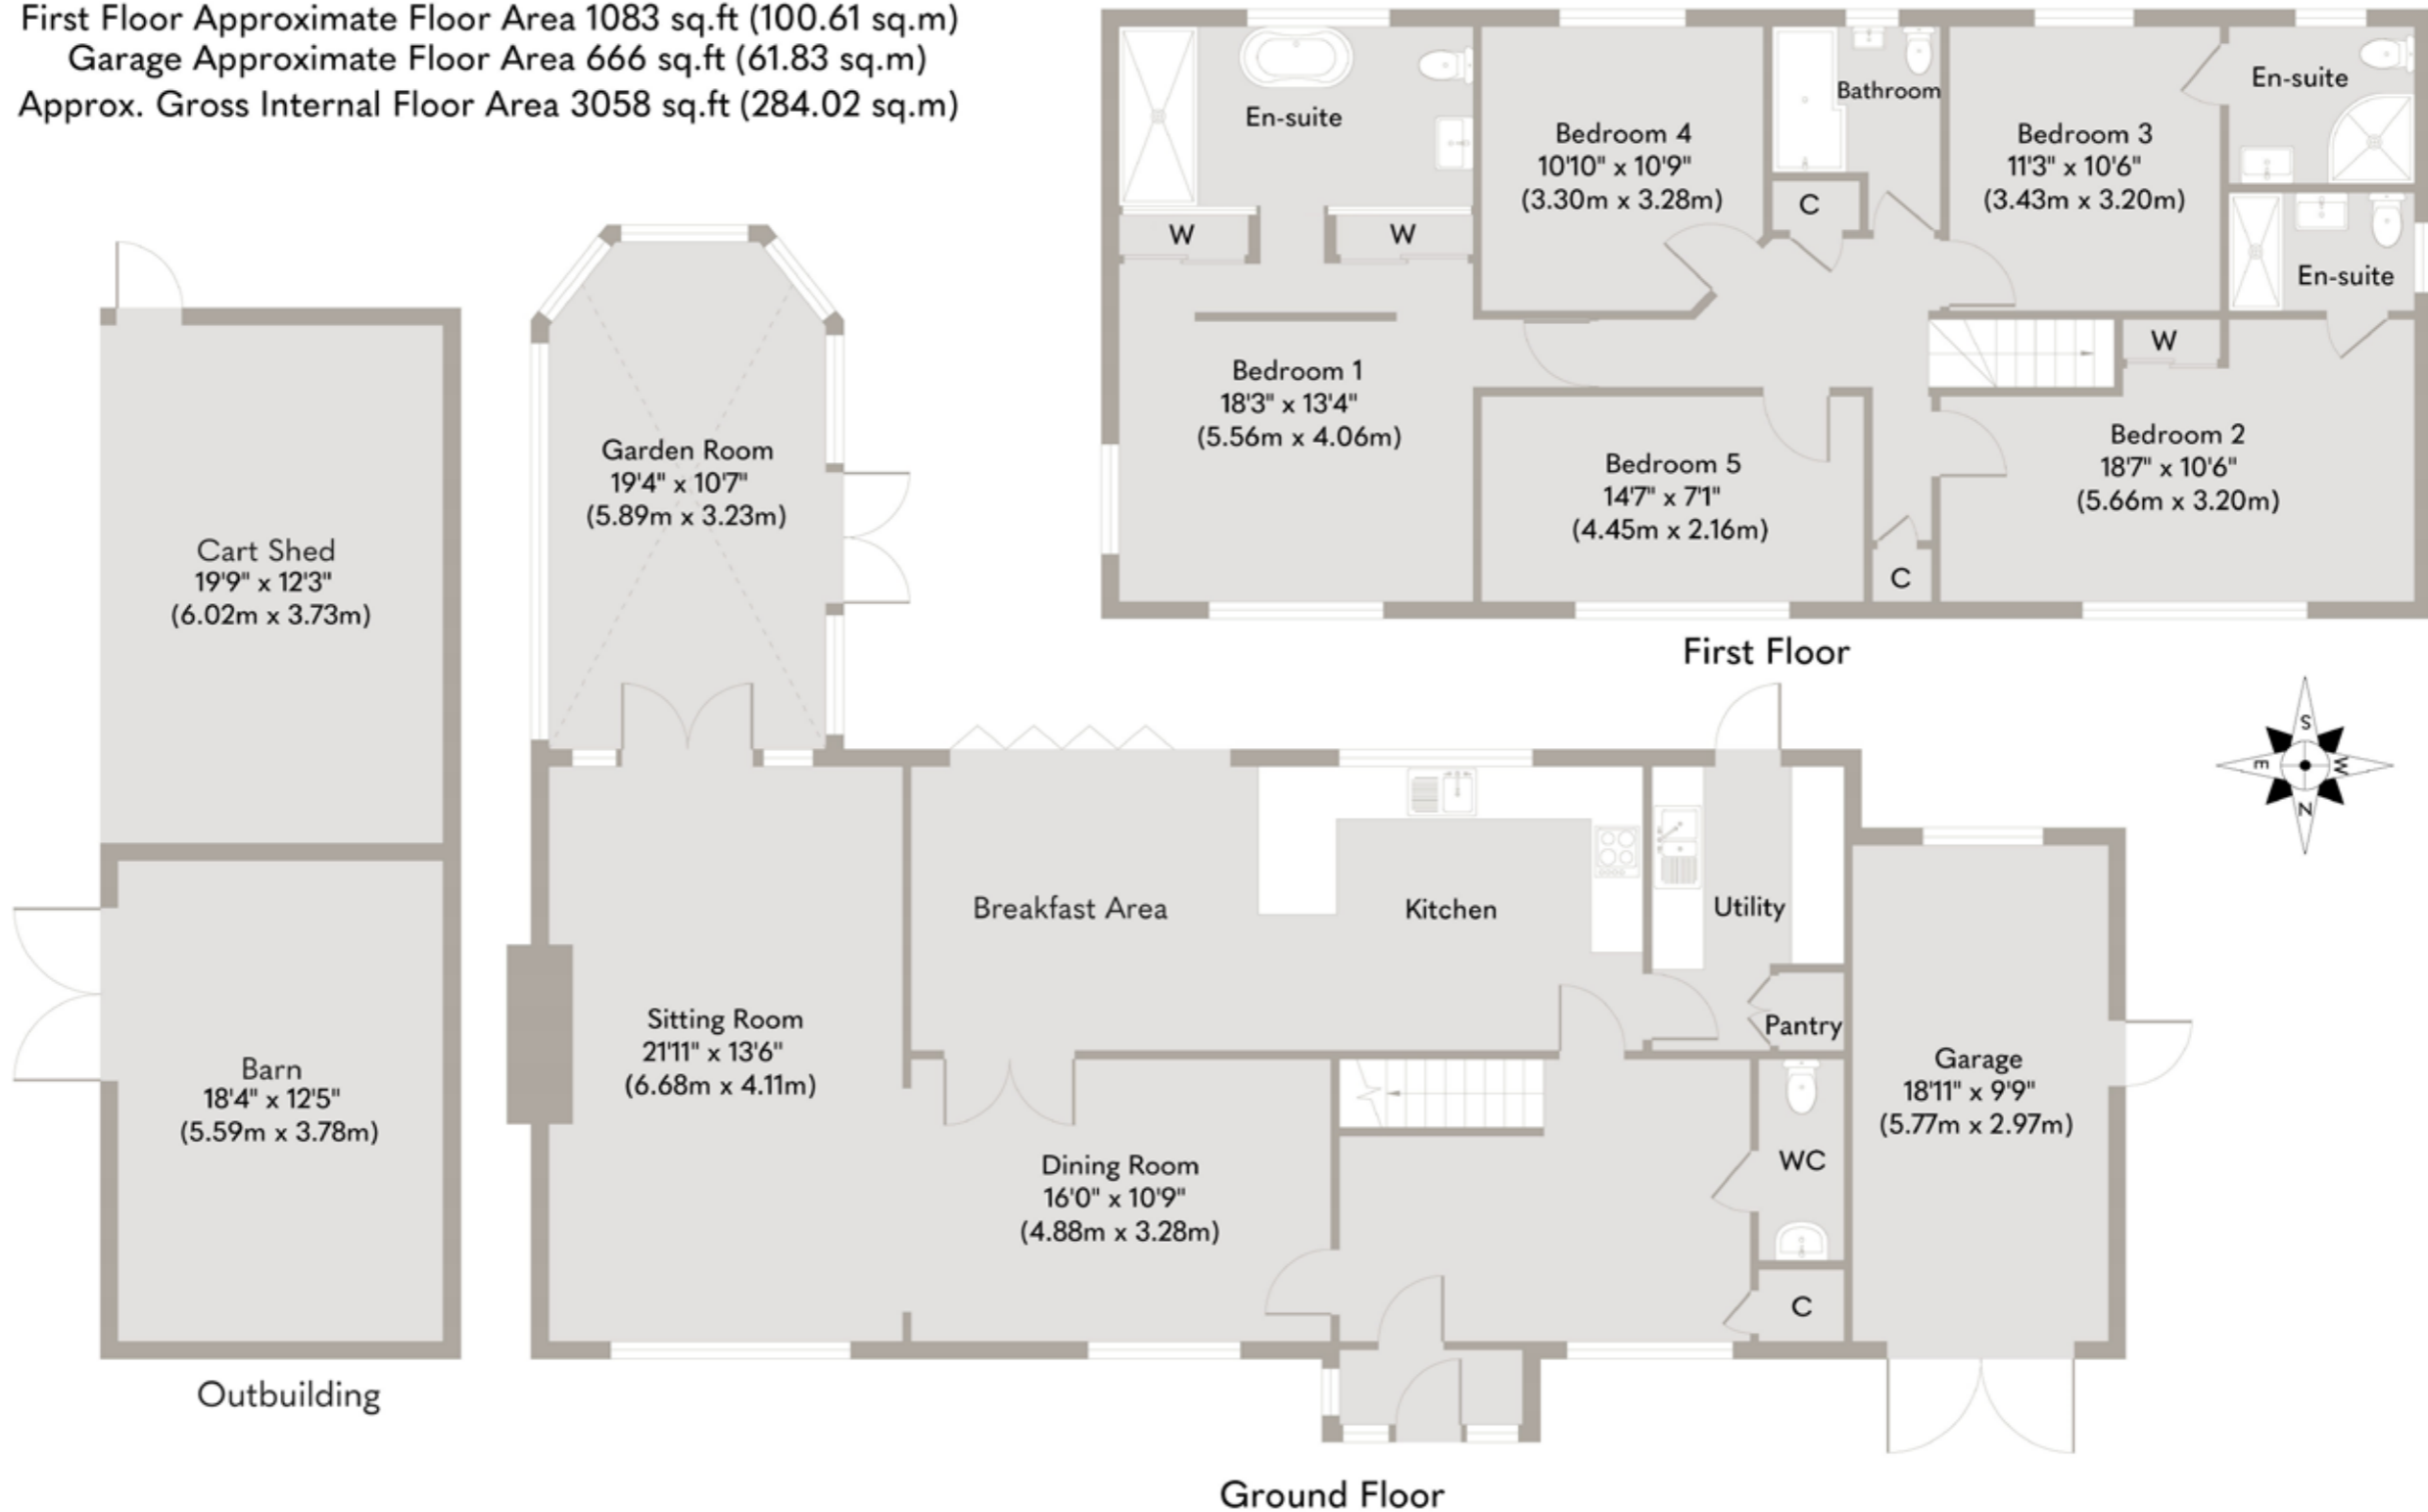 First Floor Approximate Floor Area 1083 sq.ft (100.61 sq.m)
Garage Approximate Floor Area 666 sq.ft (61.83 sq.m)
Approx. Gross Internal Floor Area 3058 sq.ft (284.02 sq.m)
En-suite
W
W
Bedroom 1
18'3" x 13'4"
(5.56m x 4.06m)
Bedroom 4
10'10" x 10'9"
(3.30m x 3.28m)
Bathroom
C
Bedroom 3
11'3" x 10'6"
(3.43m x 3.20m)
En-suite
En-suite
W
Bedroom 5
14'7" x 7'1"
(4.45m x 2.16m)
C
Bedroom 2
18'7" x 10'6"
(5.66m x 3.20m)
First Floor
S
E
W
N
Cart Shed
19'9" x 12'3"
(6.02m x 3.73m)
Barn
18'4" x 12'5"
(5.59m x 3.78m)
Outbuilding
Garden Room
19'4" x 10'7"
(5.89m x 3.23m)
Sitting Room
21'11" x 13'6"
(6.68m x 4.11m)
Breakfast Area
Kitchen
Utility
Pantry
Dining Room
16'0" x 10'9"
(4.88m x 3.28m)
WC
C
Garage
18'11" x 9'9"
(5.77m x 2.97m)
Ground Floor